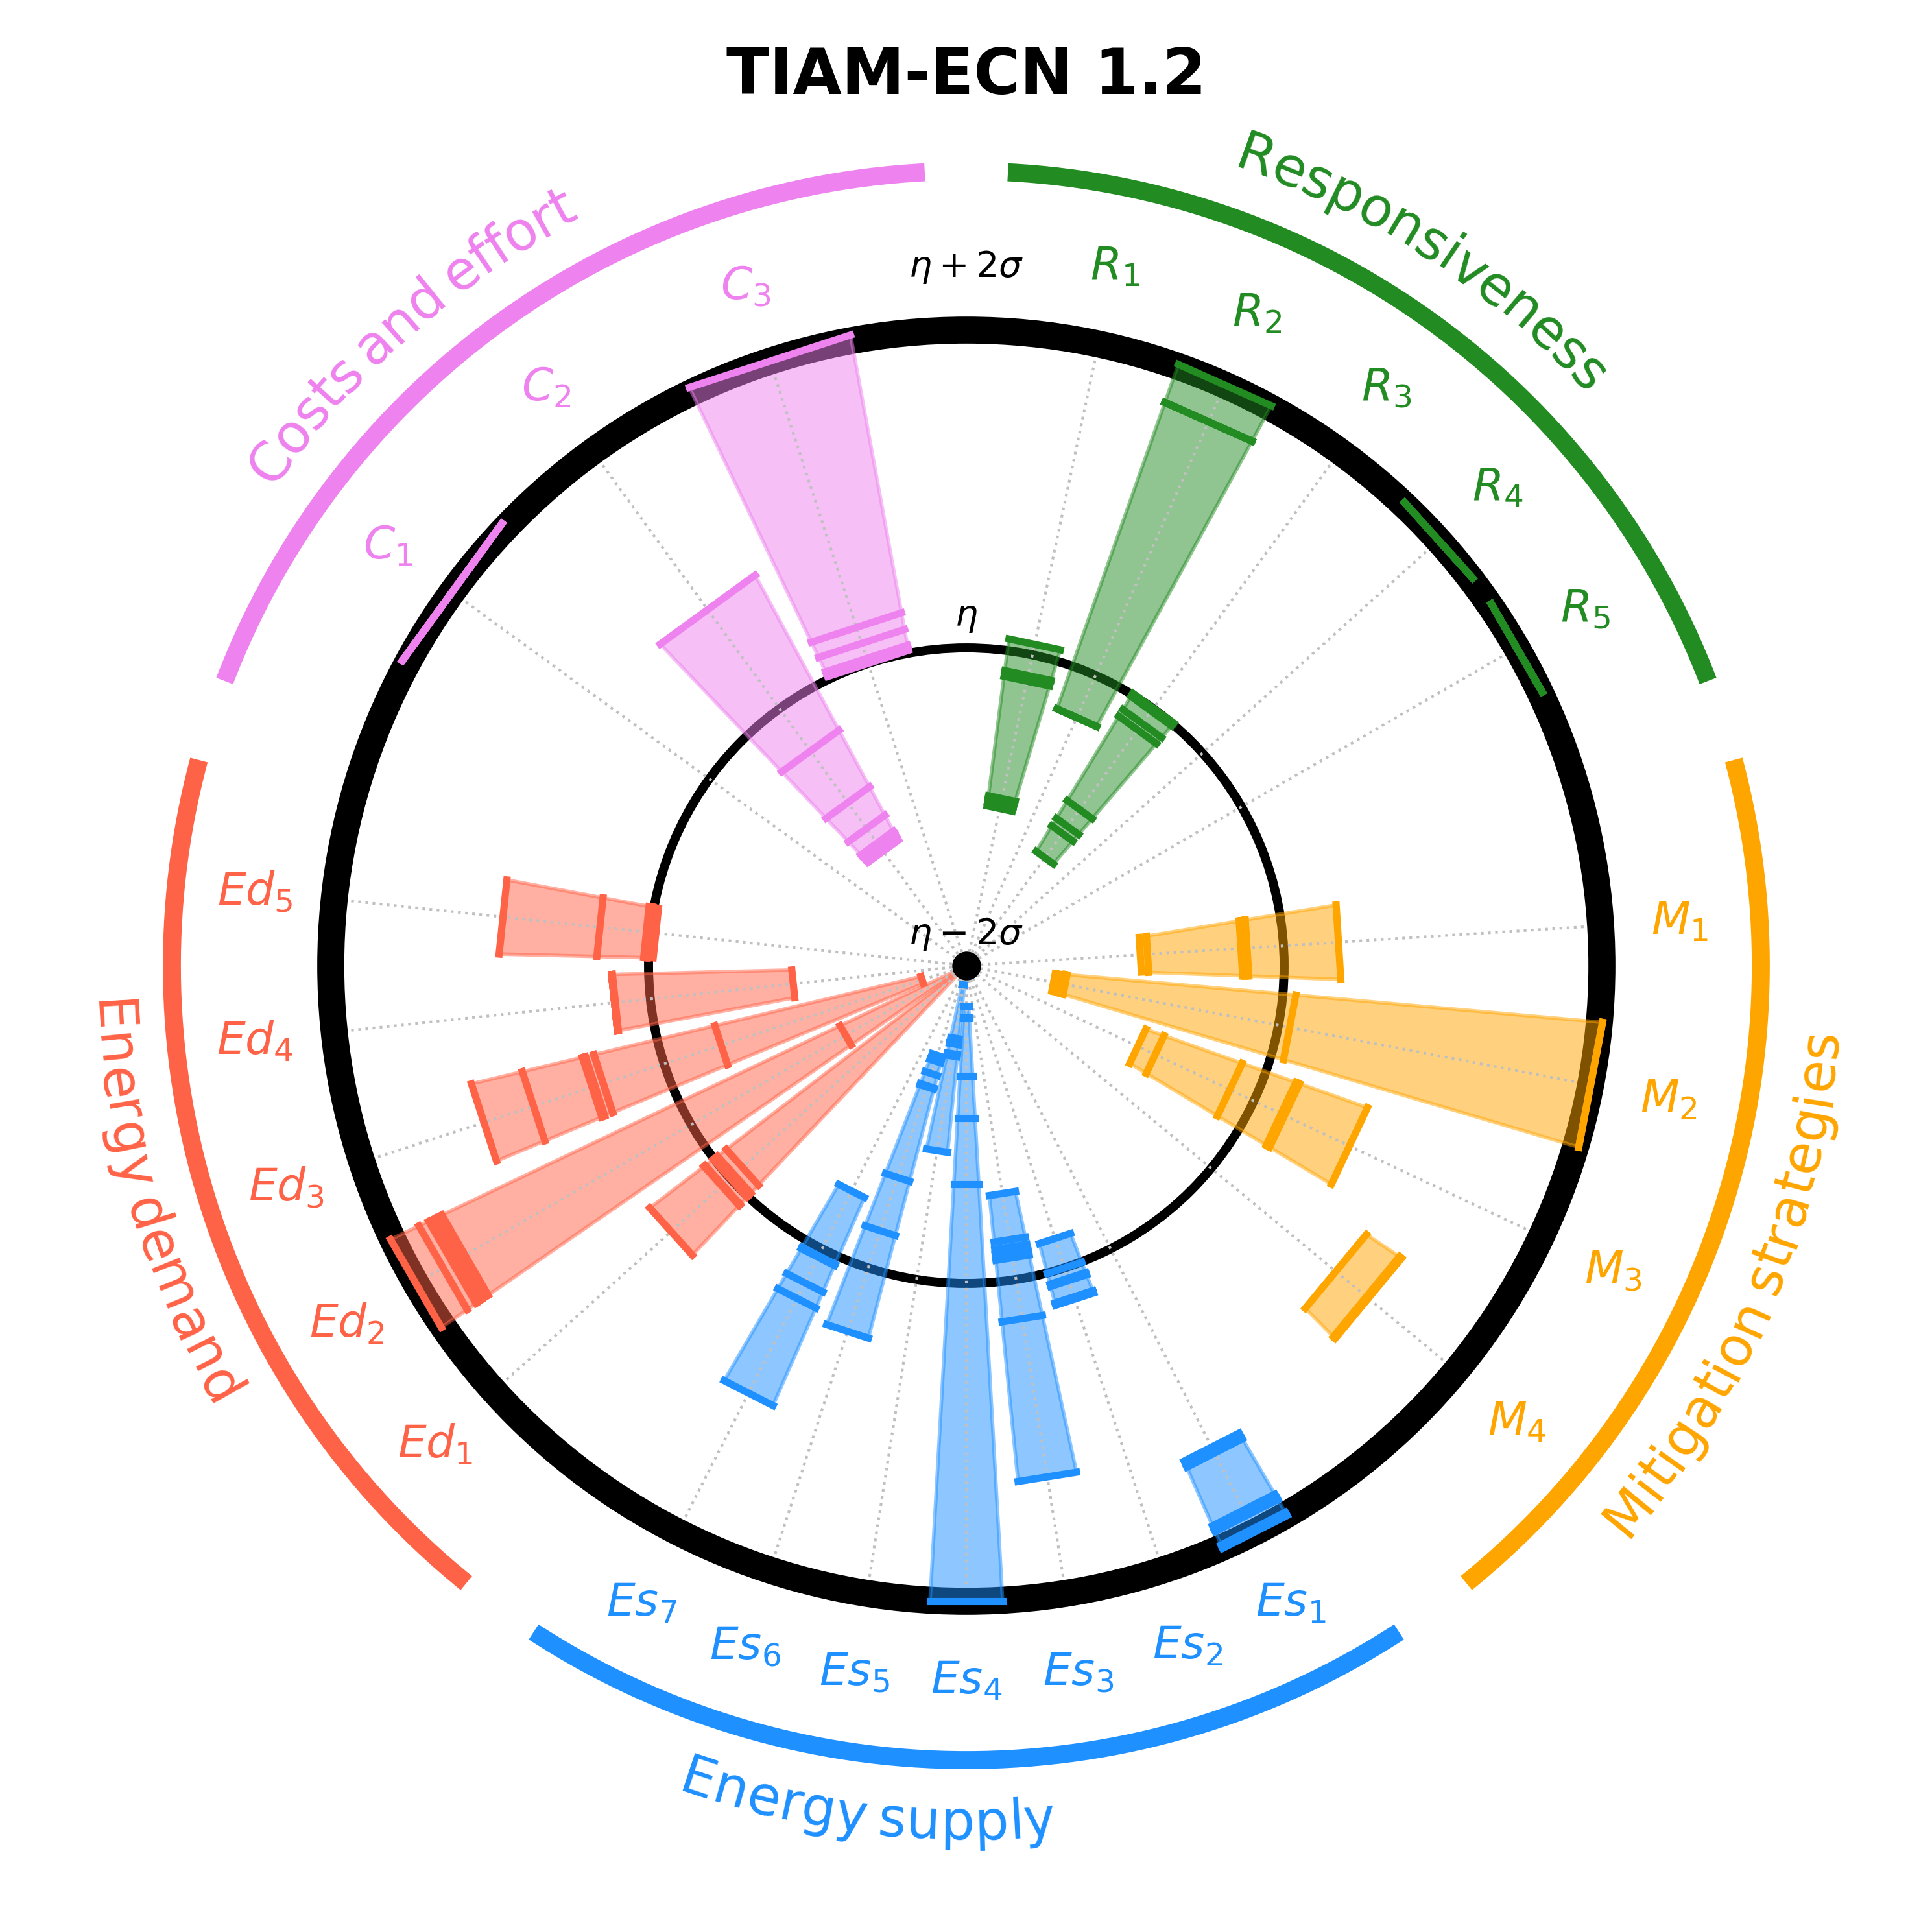 TIAM-ECN 1.2
Responsiveness
Costs and effort
η + 2σ
R₁
R₂
R₃
R₄
R₅
C₃
C₂
C₁
η
η − 2σ
M₁
M₂
M₃
M₄
Mitigation strategies
Ed₅
Ed₄
Ed₃
Ed₂
Ed₁
Energy demand
Es₇
Es₆
Es₅
Es₄
Es₃
Es₂
Es₁
Energy supply